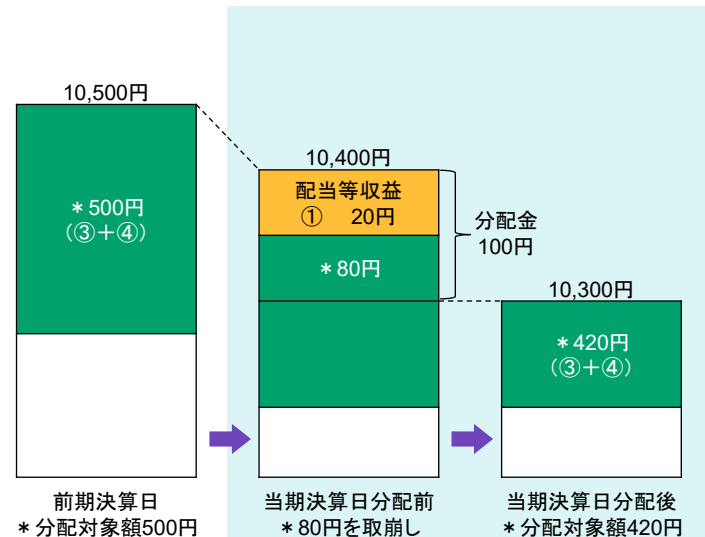 10,500円
＊500円
（③＋④）
前期決算日
＊分配対象額500円
10,400円
配当等収益
① 20円
＊80円
分配金
100円
当期決算日分配前
＊80円を取崩し
10,300円
＊420円
（③＋④）
当期決算日分配後
＊分配対象額420円